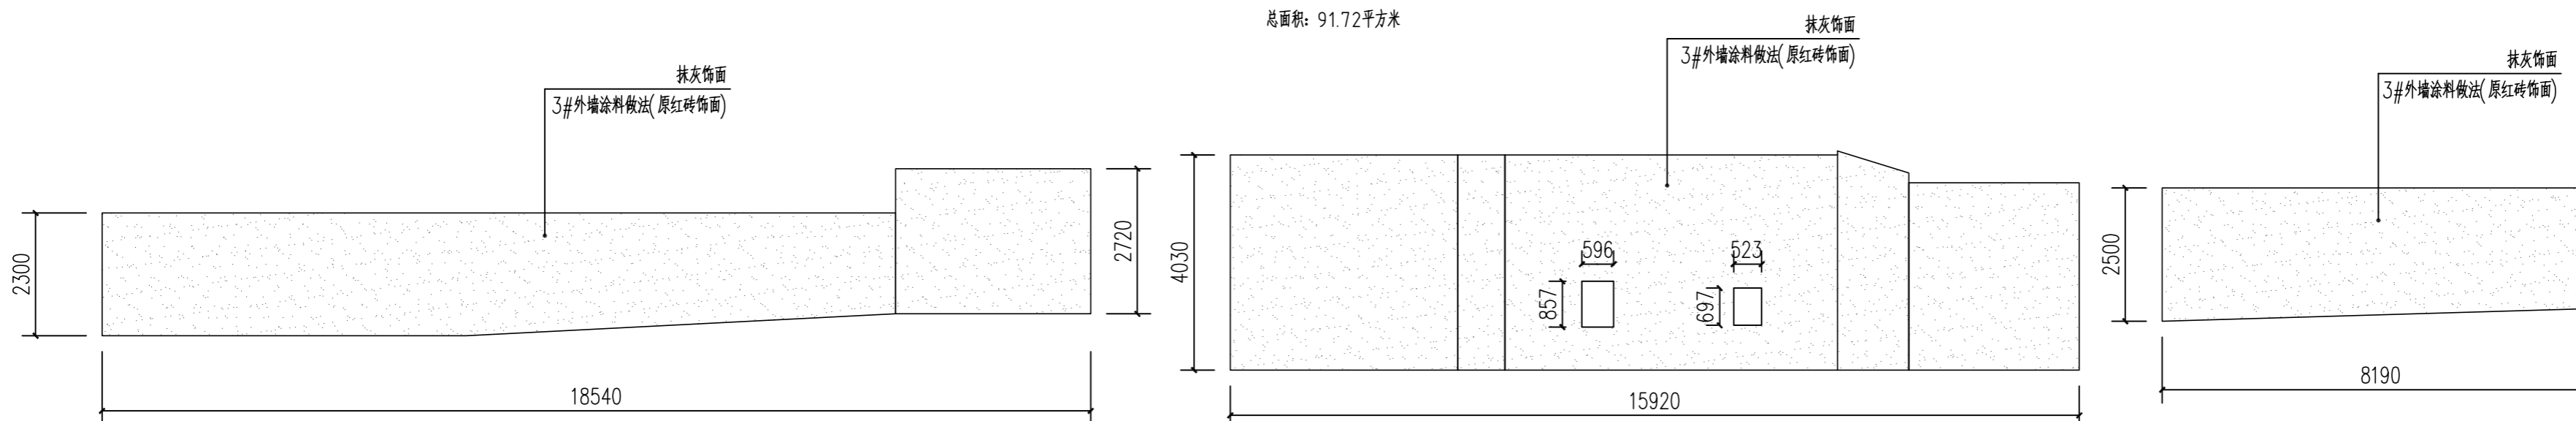 总面积: 91.72平方米
抹灰饰面
3#外墙涂料做法(原红砖饰面)
2300
2720
18540
抹灰饰面
3#外墙涂料做法(原红砖饰面)
4030
596
857
523
697
15920
抹灰饰面
3#外墙涂料做法(原红砖饰面)
2500
8190